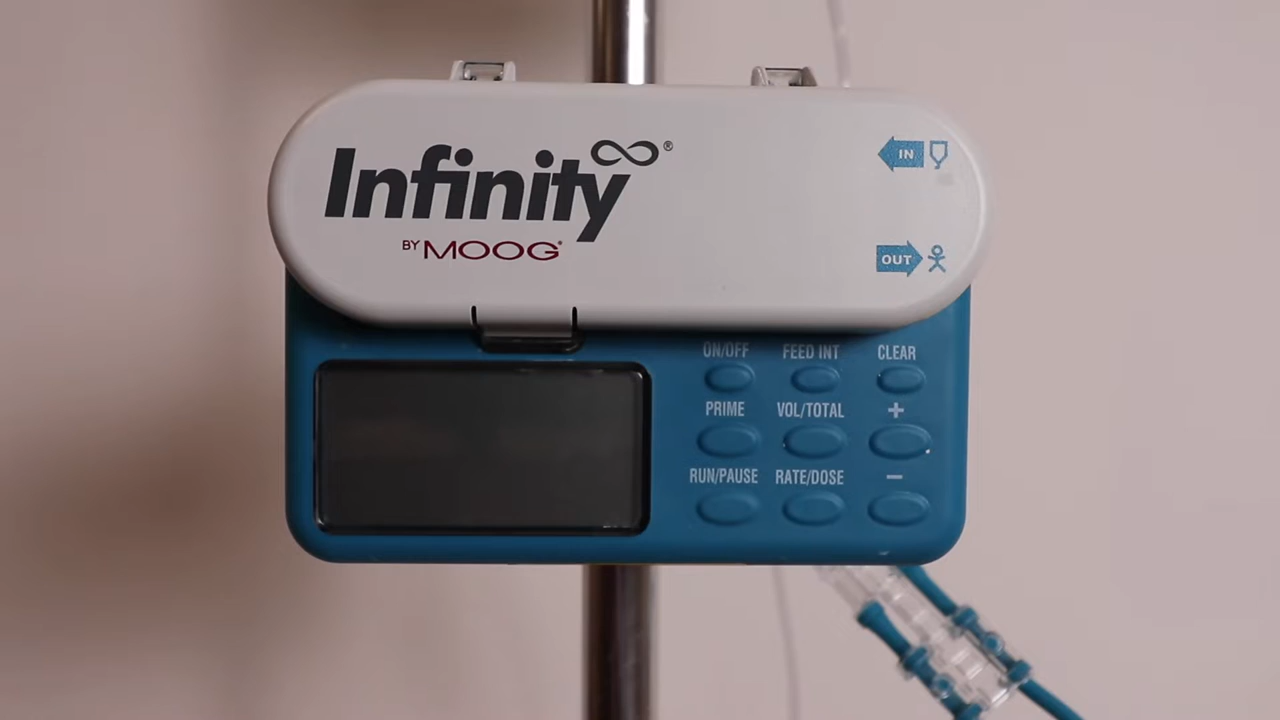 Infinity ®
BY MOOG®
IN
OUT
ON/OFF FEED INT CLEAR
PRIME VOL/TOTAL +
RUN/PAUSE RATE/DOSE −